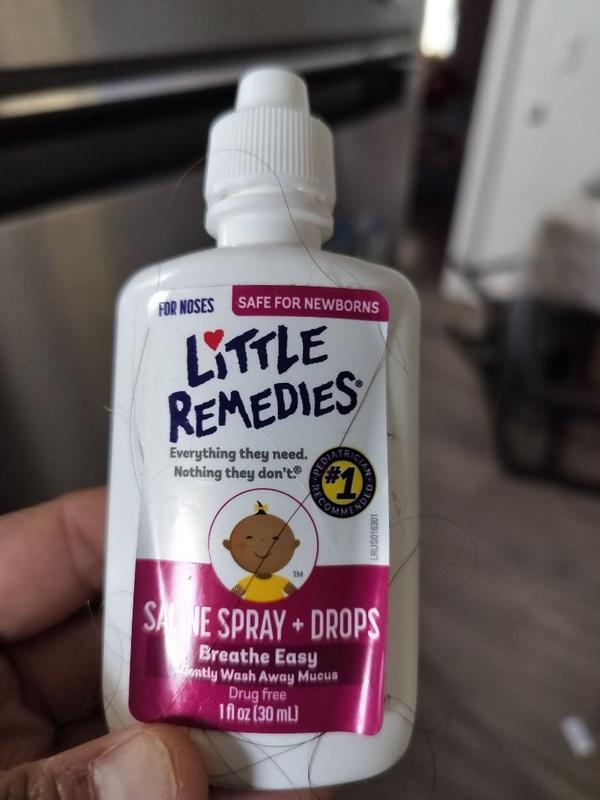 FOR NOSES
SAFE FOR NEWBORNS
LiTTLE
REMEDIES®
Everything they need.
Nothing they don't.®
PEDIATRICIAN
#1
RECOMMENDED
LRUS016301
TM
SALINE SPRAY + DROPS
Breathe Easy
Gently Wash Away Mucus
Drug free
1 fl oz (30 mL)